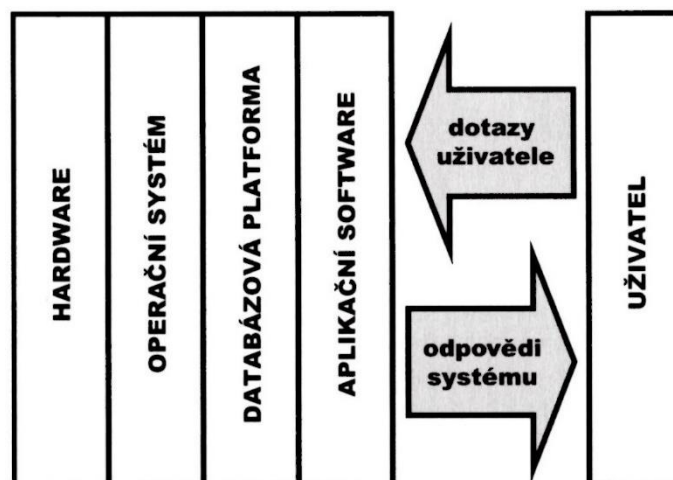 HARDWARE
OPERAČNÍ SYSTÉM
DATABÁZOVÁ PLATFORMA
APLIKAČNÍ SOFTWARE
dotazy
uživatele
odpovědi
systému
UŽIVATEL